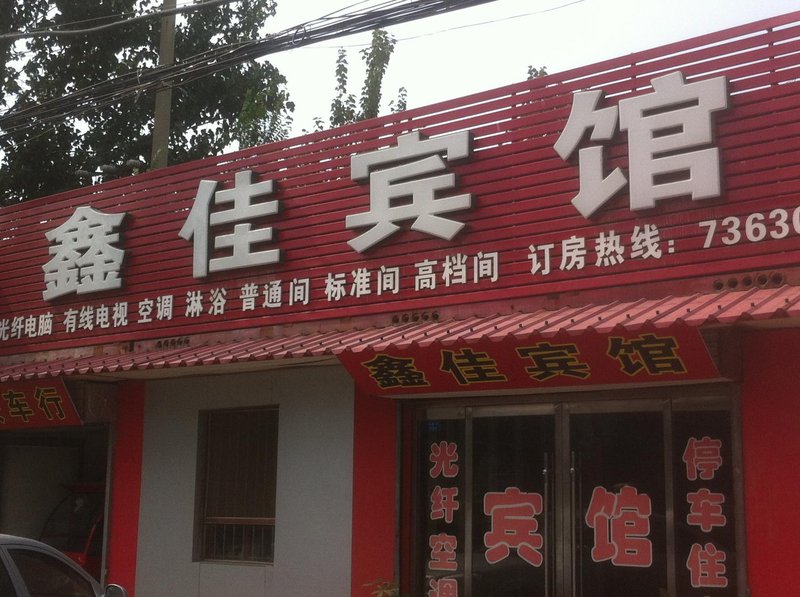 鑫佳宾馆
光纤电脑 有线电视 空调 淋浴 普通间 标准间 高档间 订房热线：73630
鑫佳宾馆
车行
光纤空调
宾馆
停车住